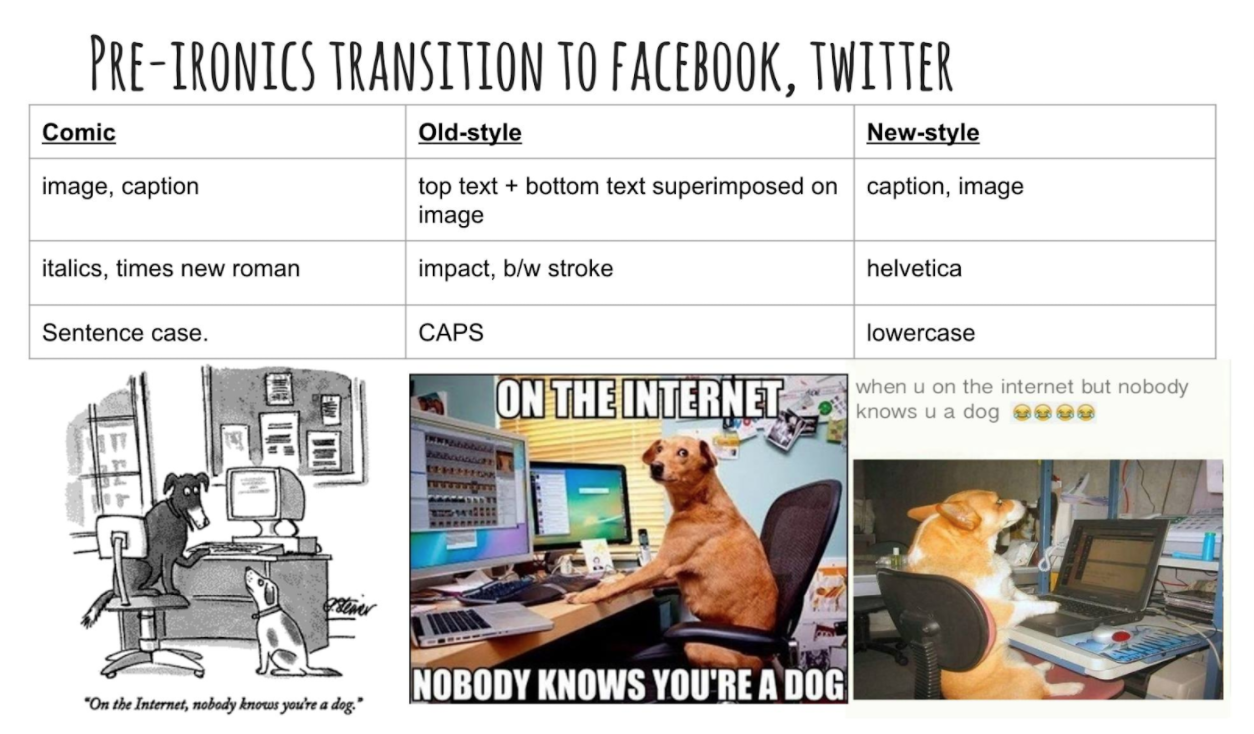 PRE-IRONICS TRANSITION TO FACEBOOK, TWITTER
Comic
Old-style
New-style
image, caption
top text + bottom text superimposed on
image
caption, image
italics, times new roman
impact, b/w stroke
helvetica
Sentence case.
CAPS
lowercase
"On the Internet, nobody knows you're a dog."
ON THE INTERNET
NOBODY KNOWS YOU'RE A DOG
when u on the internet but nobody
knows u a dog 😂😂😂😂